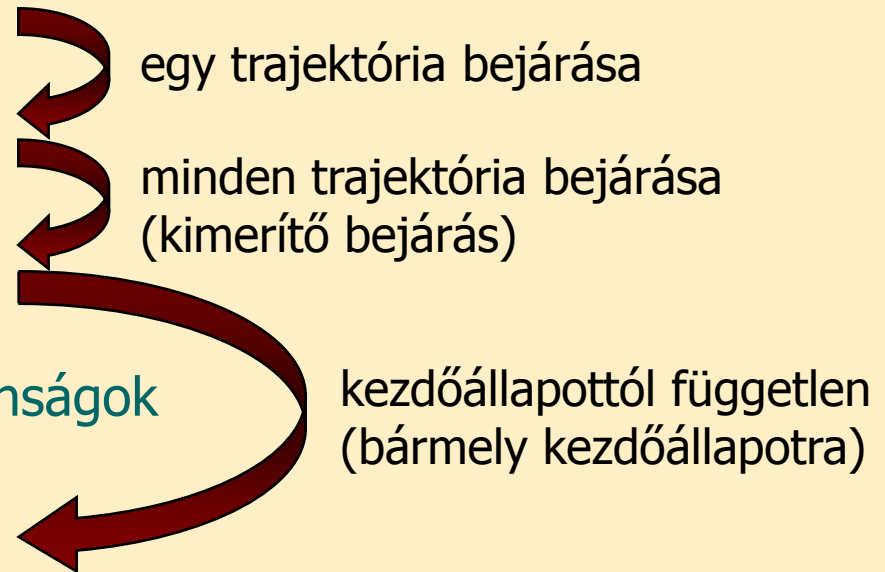 egy trajektória bejárása
minden trajektória bejárása
(kimerítő bejárás)
nságok
kezdőállapottól független
(bármely kezdőállapotra)